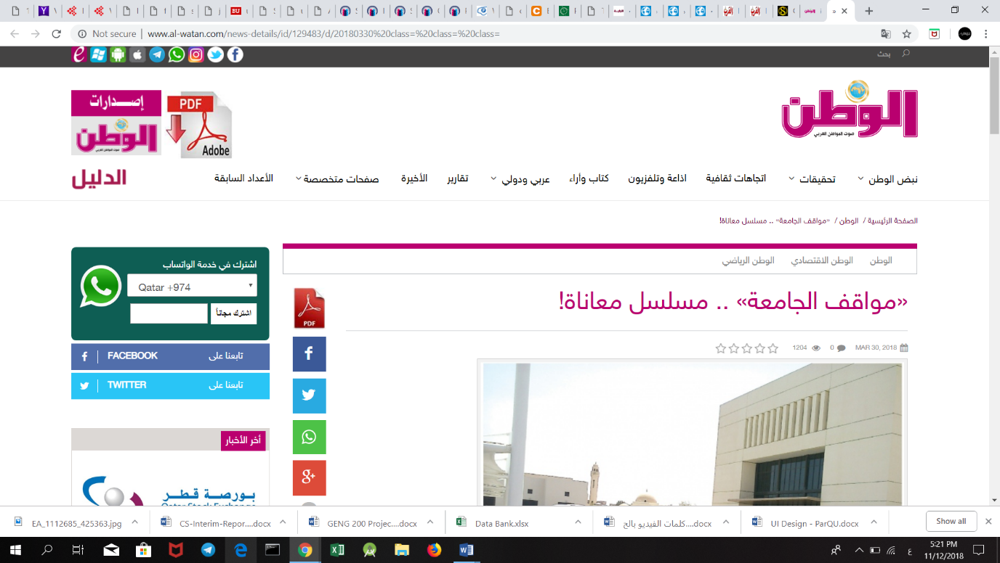 Not secure | www.al-watan.com/news-details/id/129483/d/20180330%20class=%20class=%20class=
بحث
إصدارات
الوطن
PDF
Adobe
الوطن
صوت المواطن العربي
الدليل
نبض الوطن
تحقيقات
اتجاهات ثقافية
اذاعة وتلفزيون
كتاب وآراء
عربي ودولي
تقارير
الأخيرة
صفحات متخصصة
الأعداد السابقة
الصفحة الرئيسية / الوطن / «مواقف الجامعة» .. مسلسل معاناة!
الوطن
الوطن الاقتصادي
الوطن الرياضي
«مواقف الجامعة» .. مسلسل معاناة!
MAR 30, 2018
0
1204
PDF
اشترك في خدمة الواتساب
Qatar +974
اشترك مجاناً
تابعنا على FACEBOOK
تابعنا على TWITTER
أخر الأخبار
بورصة قطر
Qatar Stock Exchange
EA_1112685_425363.jpg
CS-Interim-Repor....docx
GENG 200 Projec....docx
Data Bank.xlsx
كلمات الفيديو بالح....docx
UI Design - ParQU.docx
Show all
5:21 PM
11/12/2018